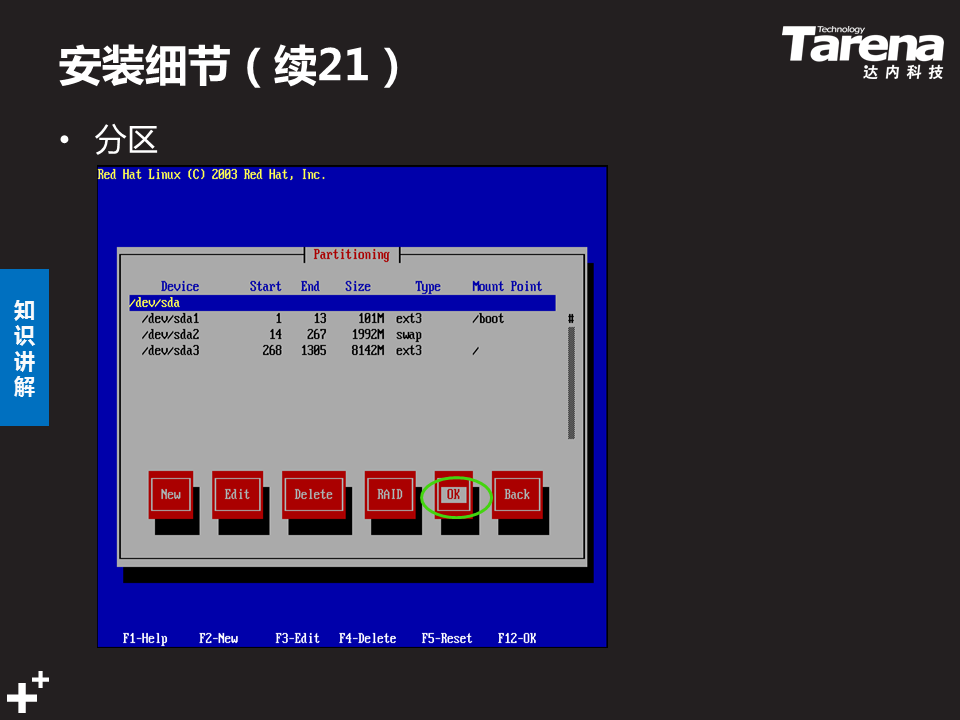 安装细节（续21）
Technology
Tarena
达内科技
• 分区
知识讲解
Red Hat Linux (C) 2003 Red Hat, Inc.
Partitioning
Device Start End Size Type Mount Point
/dev/sda
/dev/sda1 1 13 101M ext3 /boot #
/dev/sda2 14 267 1992M swap
/dev/sda3 268 1305 8142M ext3 /
New Edit Delete RAID OK Back
F1-Help F2-New F3-Edit F4-Delete F5-Reset F12-OK